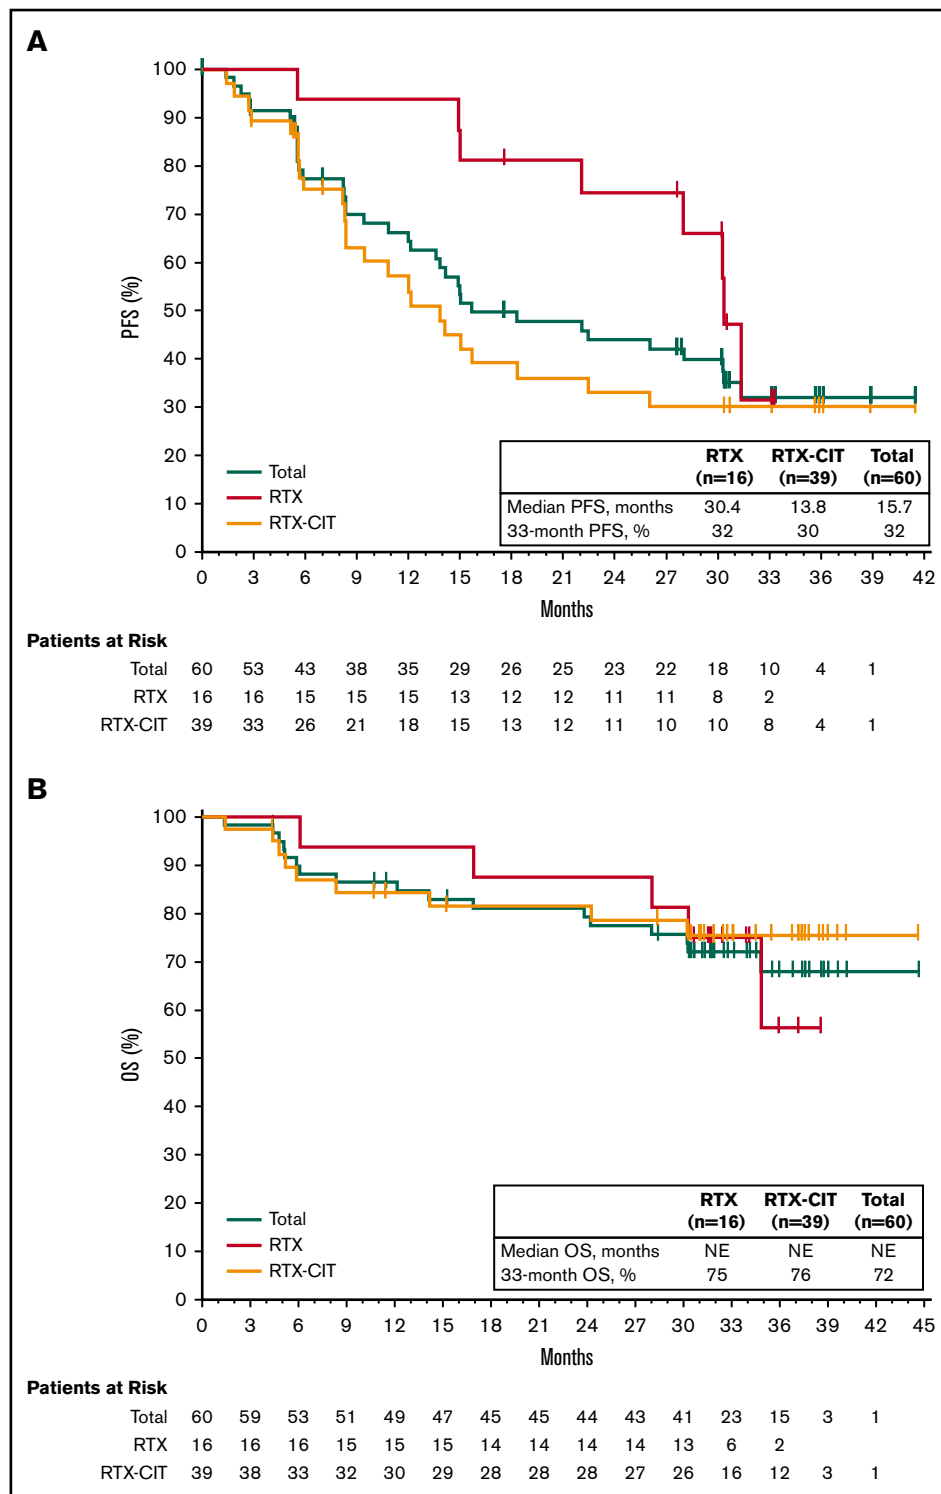 A
100
90
80
70
60
50
40
30
20
10
0
PFS (%)
Total
RTX
RTX-CIT
RTX (n=16) RTX-CIT (n=39) Total (n=60)
Median PFS, months 30.4 13.8 15.7
33-month PFS, % 32 30 32
0 3 6 9 12 15 18 21 24 27 30 33 36 39 42
Months
Patients at Risk
Total 60 53 43 38 35 29 26 25 23 22 18 10 4 1
RTX 16 16 15 15 15 13 12 12 11 11 8 2
RTX-CIT 39 33 26 21 18 15 13 12 11 10 10 8 4 1
B
100
90
80
70
60
50
40
30
20
10
0
OS (%)
Total
RTX
RTX-CIT
RTX (n=16) RTX-CIT (n=39) Total (n=60)
Median OS, months NE NE NE
33-month OS, % 75 76 72
0 3 6 9 12 15 18 21 24 27 30 33 36 39 42 45
Months
Patients at Risk
Total 60 59 53 51 49 47 45 45 44 43 41 23 15 3 1
RTX 16 16 16 15 15 15 14 14 14 14 13 6 2
RTX-CIT 39 38 33 32 30 29 28 28 28 27 26 16 12 3 1